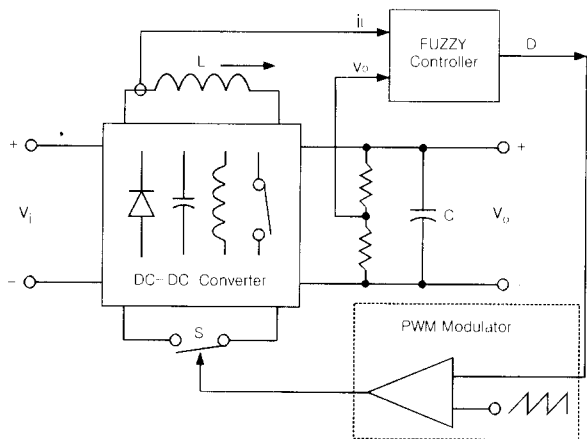 iL
FUZZY
Controller
D
L
vo
+
+
Vi
C
Vo
-
DC-DC Converter
-
S
PWM Modulator